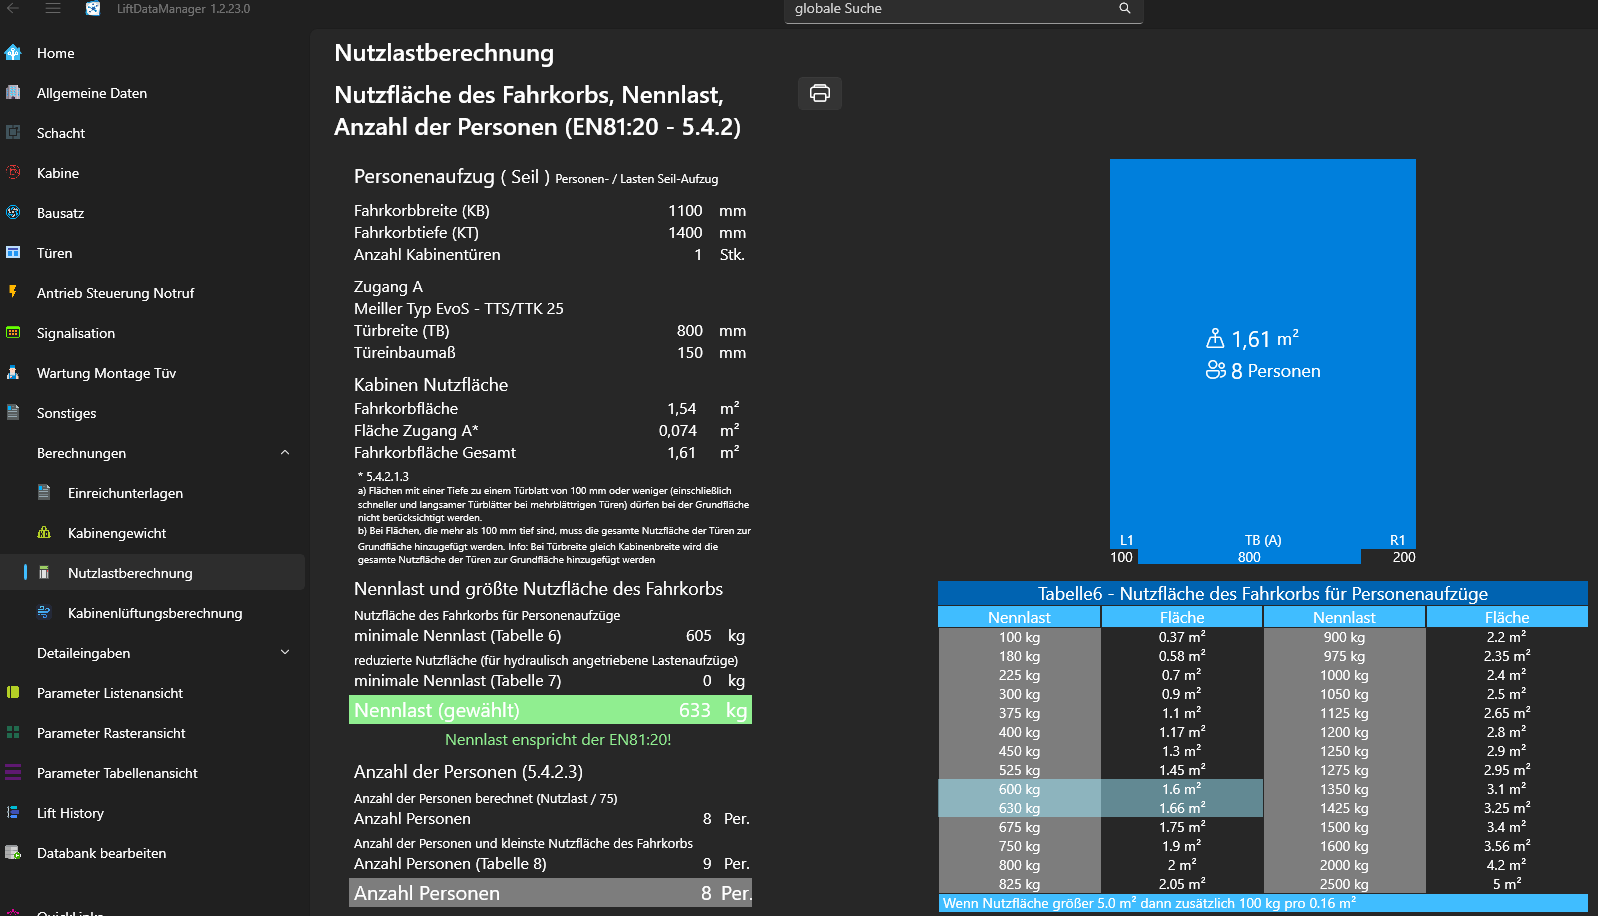 LiftDataManager 1.2.23.0
globale Suche
Home
Allgemeine Daten
Schacht
Kabine
Bausatz
Türen
Antrieb Steuerung Notruf
Signalisation
Wartung Montage Tüv
Sonstiges
Berechnungen
Einreichunterlagen
Kabinengewicht
Nutzlastberechnung
Kabinenlüftungsberechnung
Detaileingaben
Parameter Listenansicht
Parameter Rasteransicht
Parameter Tabellenansicht
Lift History
Databank bearbeiten
QuickLinks
Nutzlastberechnung
Nutzfläche des Fahrkorbs, Nennlast,
Anzahl der Personen (EN81:20 - 5.4.2)
Personenaufzug ( Seil ) Personen- / Lasten Seil-Aufzug
Fahrkorbbreite (KB) 1100 mm
Fahrkorbtiefe (KT) 1400 mm
Anzahl Kabinentüren 1 Stk.
Zugang A
Meiller Typ EvoS - TTS/TTK 25
Türbreite (TB) 800 mm
Türeinbaumaß 150 mm
Kabinen Nutzfläche
Fahrkorbfläche 1,54 m²
Fläche Zugang A* 0,074 m²
Fahrkorbfläche Gesamt 1,61 m²
* 5.4.2.1.3
a) Flächen mit einer Tiefe zu einem Türblatt von 100 mm oder weniger (einschließlich
schneller und langsamer Türblätter bei mehrblättrigen Türen) dürfen bei der Grundfläche
nicht berücksichtigt werden.
b) Bei Flächen, die mehr als 100 mm tief sind, muss die gesamte Nutzfläche der Türen zur
Grundfläche hinzugefügt werden. Info: Bei Türbreite gleich Kabinenbreite wird die
gesamte Nutzfläche der Türen zur Grundfläche hinzugefügt werden
Nennlast und größte Nutzfläche des Fahrkorbs
Nutzfläche des Fahrkorbs für Personenaufzüge
minimale Nennlast (Tabelle 6) 605 kg
reduzierte Nutzfläche (für hydraulisch angetriebene Lastenaufzüge)
minimale Nennlast (Tabelle 7) 0 kg
Nennlast (gewählt) 633 kg
Nennlast enspricht der EN81:20!
Anzahl der Personen (5.4.2.3)
Anzahl der Personen berechnet (Nutzlast / 75)
Anzahl Personen 8 Per.
Anzahl der Personen und kleinste Nutzfläche des Fahrkorbs
Anzahl Personen (Tabelle 8) 9 Per.
Anzahl Personen 8 Per.
1,61 m²
8 Personen
L1 TB (A) R1
100 800 200
Tabelle6 - Nutzfläche des Fahrkorbs für Personenaufzüge
Nennlast Fläche Nennlast Fläche
100 kg 0.37 m² 900 kg 2.2 m²
180 kg 0.58 m² 975 kg 2.35 m²
225 kg 0.7 m² 1000 kg 2.4 m²
300 kg 0.9 m² 1050 kg 2.5 m²
375 kg 1.1 m² 1125 kg 2.65 m²
400 kg 1.17 m² 1200 kg 2.8 m²
450 kg 1.3 m² 1250 kg 2.9 m²
525 kg 1.45 m² 1275 kg 2.95 m²
600 kg 1.6 m² 1350 kg 3.1 m²
630 kg 1.66 m² 1425 kg 3.25 m²
675 kg 1.75 m² 1500 kg 3.4 m²
750 kg 1.9 m² 1600 kg 3.56 m²
800 kg 2 m² 2000 kg 4.2 m²
825 kg 2.05 m² 2500 kg 5 m²
Wenn Nutzfläche größer 5.0 m² dann zusätzlich 100 kg pro 0.16 m²